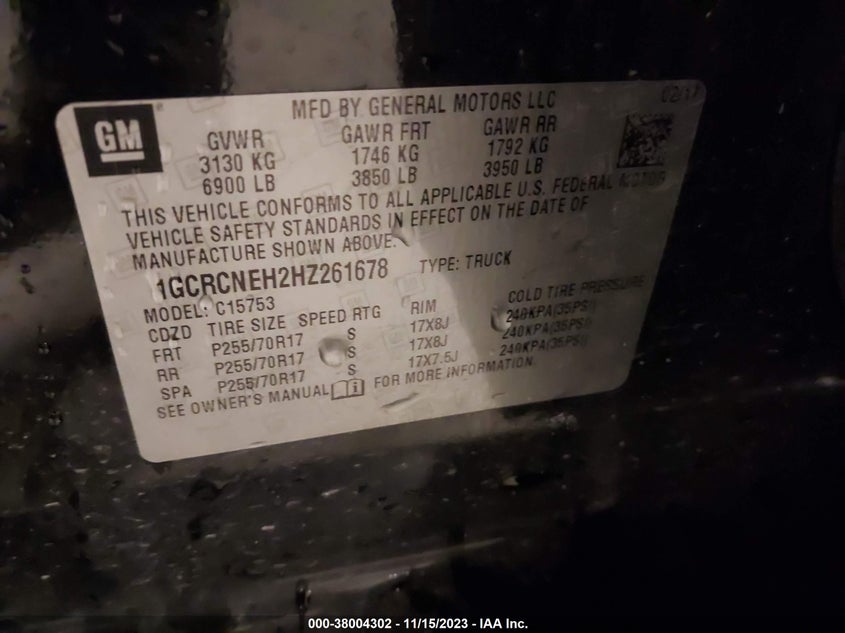 GM
MFD BY GENERAL MOTORS LLC
02/17
GVWR GAWR FRT GAWR RR
3130 KG 1746 KG 1792 KG
6900 LB 3850 LB 3950 LB
THIS VEHICLE CONFORMS TO ALL APPLICABLE U.S. FEDERAL MOTOR
VEHICLE SAFETY STANDARDS IN EFFECT ON THE DATE OF
MANUFACTURE SHOWN ABOVE.
1GCRCNEH2HZ261678 TYPE: TRUCK
MODEL: C15753
CDZD TIRE SIZE SPEED RTG RIM COLD TIRE PRESSURE
FRT P255/70R17 S 17X8J 240KPA(35PSI)
RR P255/70R17 S 17X8J 240KPA(35PSI)
SPA P255/70R17 S 17X7.5J 240KPA(35PSI)
SEE OWNER'S MANUAL FOR MORE INFORMATION.
000-38004302 - 11/15/2023 - IAA Inc.